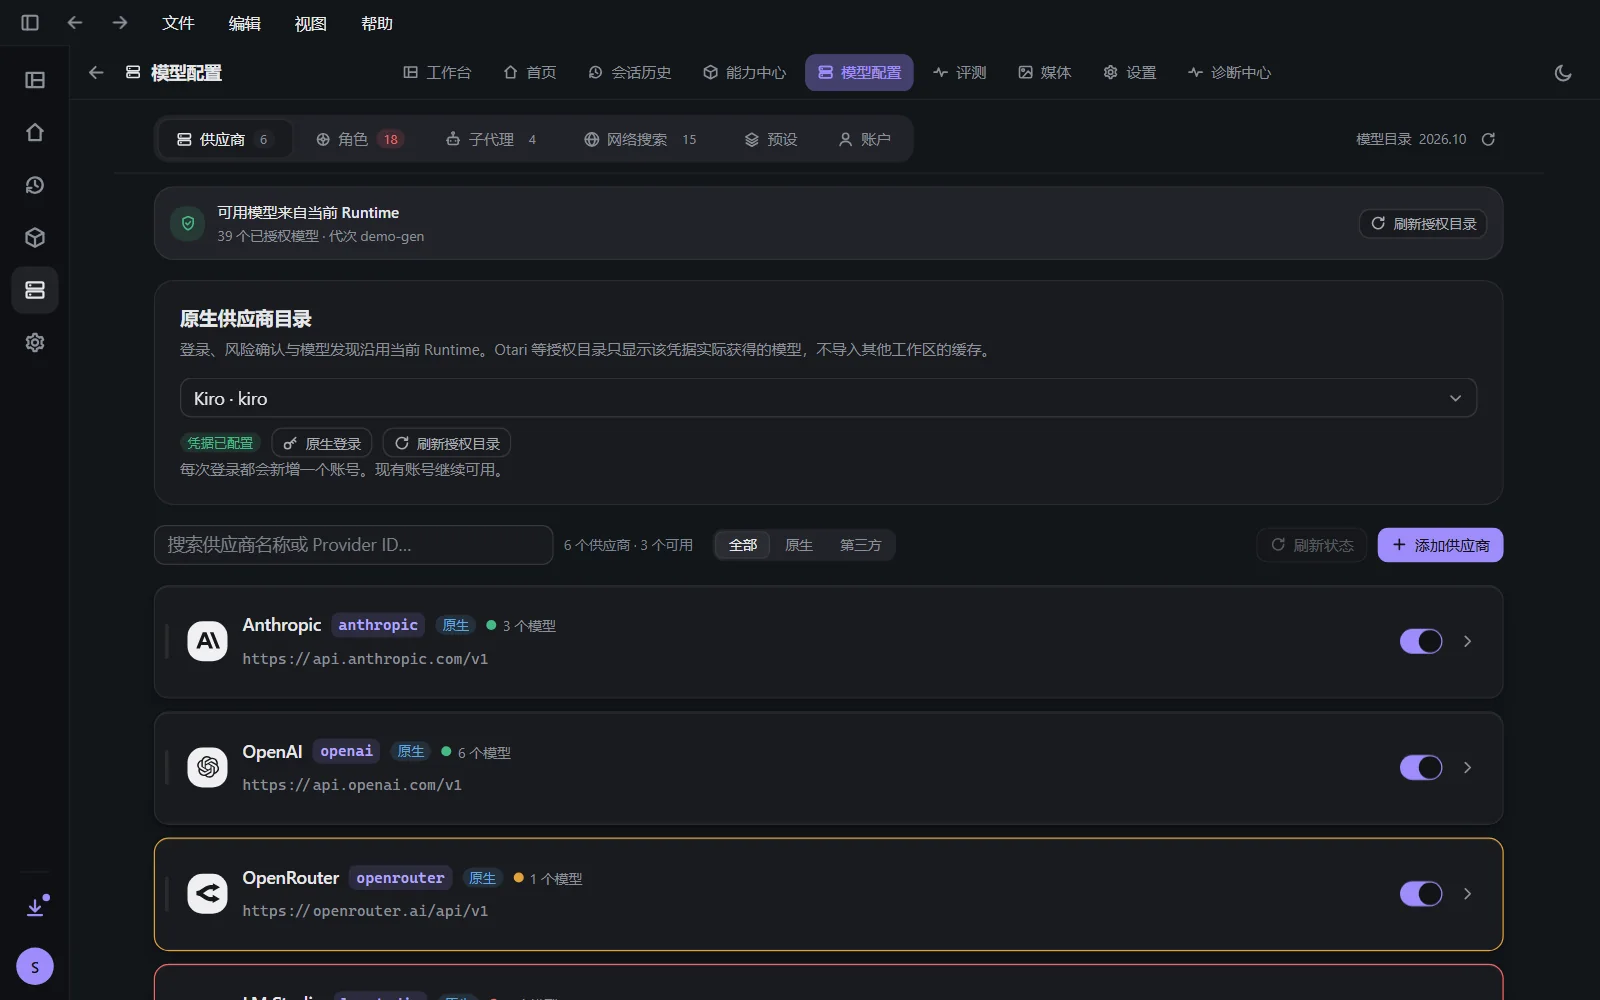 文件 编辑 视图 帮助
模型配置 工作台 首页 会话历史 能力中心 模型配置 评测 媒体 设置 诊断中心
供应商 6 角色 18 子代理 4 网络搜索 15 预设 账户 模型目录 2026.10
可用模型来自当前 Runtime
39 个已授权模型 · 代次 demo-gen
刷新授权目录
原生供应商目录
登录、风险确认与模型发现沿用当前 Runtime。Otari 等授权目录只显示该凭据实际获得的模型，不导入其他工作区的缓存。
Kiro · kiro
凭据已配置 原生登录 刷新授权目录
每次登录都会新增一个账号。现有账号继续可用。
搜索供应商名称或 Provider ID... 6 个供应商 · 3 个可用 全部 原生 第三方 刷新状态 添加供应商
Anthropic anthropic 原生 3 个模型
https://api.anthropic.com/v1
OpenAI openai 原生 6 个模型
https://api.openai.com/v1
OpenRouter openrouter 原生 1 个模型
https://openrouter.ai/api/v1
S